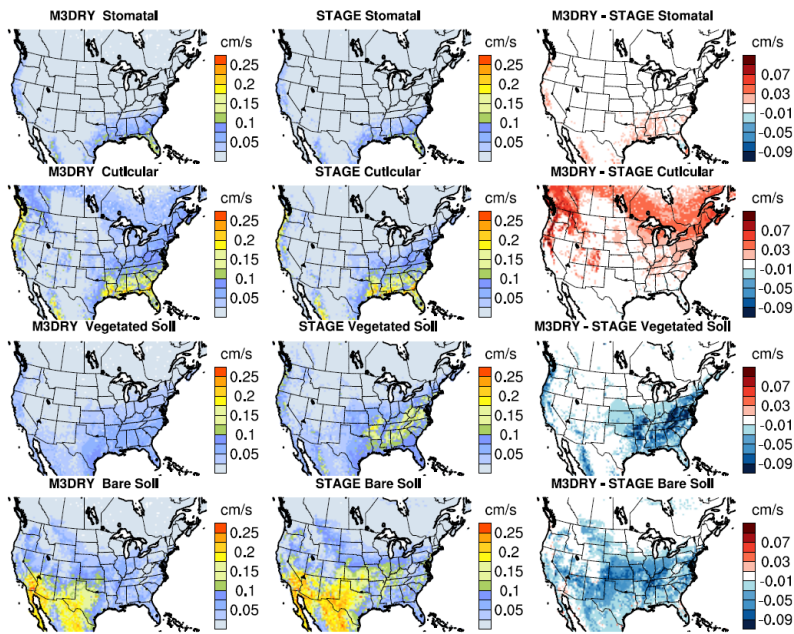 M3DRY Stomatal
STAGE Stomatal
M3DRY - STAGE Stomatal
cm/s
0.25
0.2
0.15
0.1
0.05
cm/s
0.25
0.2
0.15
0.1
0.05
cm/s
0.07
0.03
-0.01
-0.05
-0.09
M3DRY Cuticular
STAGE Cuticular
M3DRY - STAGE Cuticular
cm/s
0.25
0.2
0.15
0.1
0.05
cm/s
0.25
0.2
0.15
0.1
0.05
cm/s
0.07
0.03
-0.01
-0.05
-0.09
M3DRY Vegetated Soil
STAGE Vegetated Soil
M3DRY - STAGE Vegetated Soil
cm/s
0.25
0.2
0.15
0.1
0.05
cm/s
0.25
0.2
0.15
0.1
0.05
cm/s
0.07
0.03
-0.01
-0.05
-0.09
M3DRY Bare Soil
STAGE Bare Soil
M3DRY - STAGE Bare Soil
cm/s
0.25
0.2
0.15
0.1
0.05
cm/s
0.25
0.2
0.15
0.1
0.05
cm/s
0.07
0.03
-0.01
-0.05
-0.09